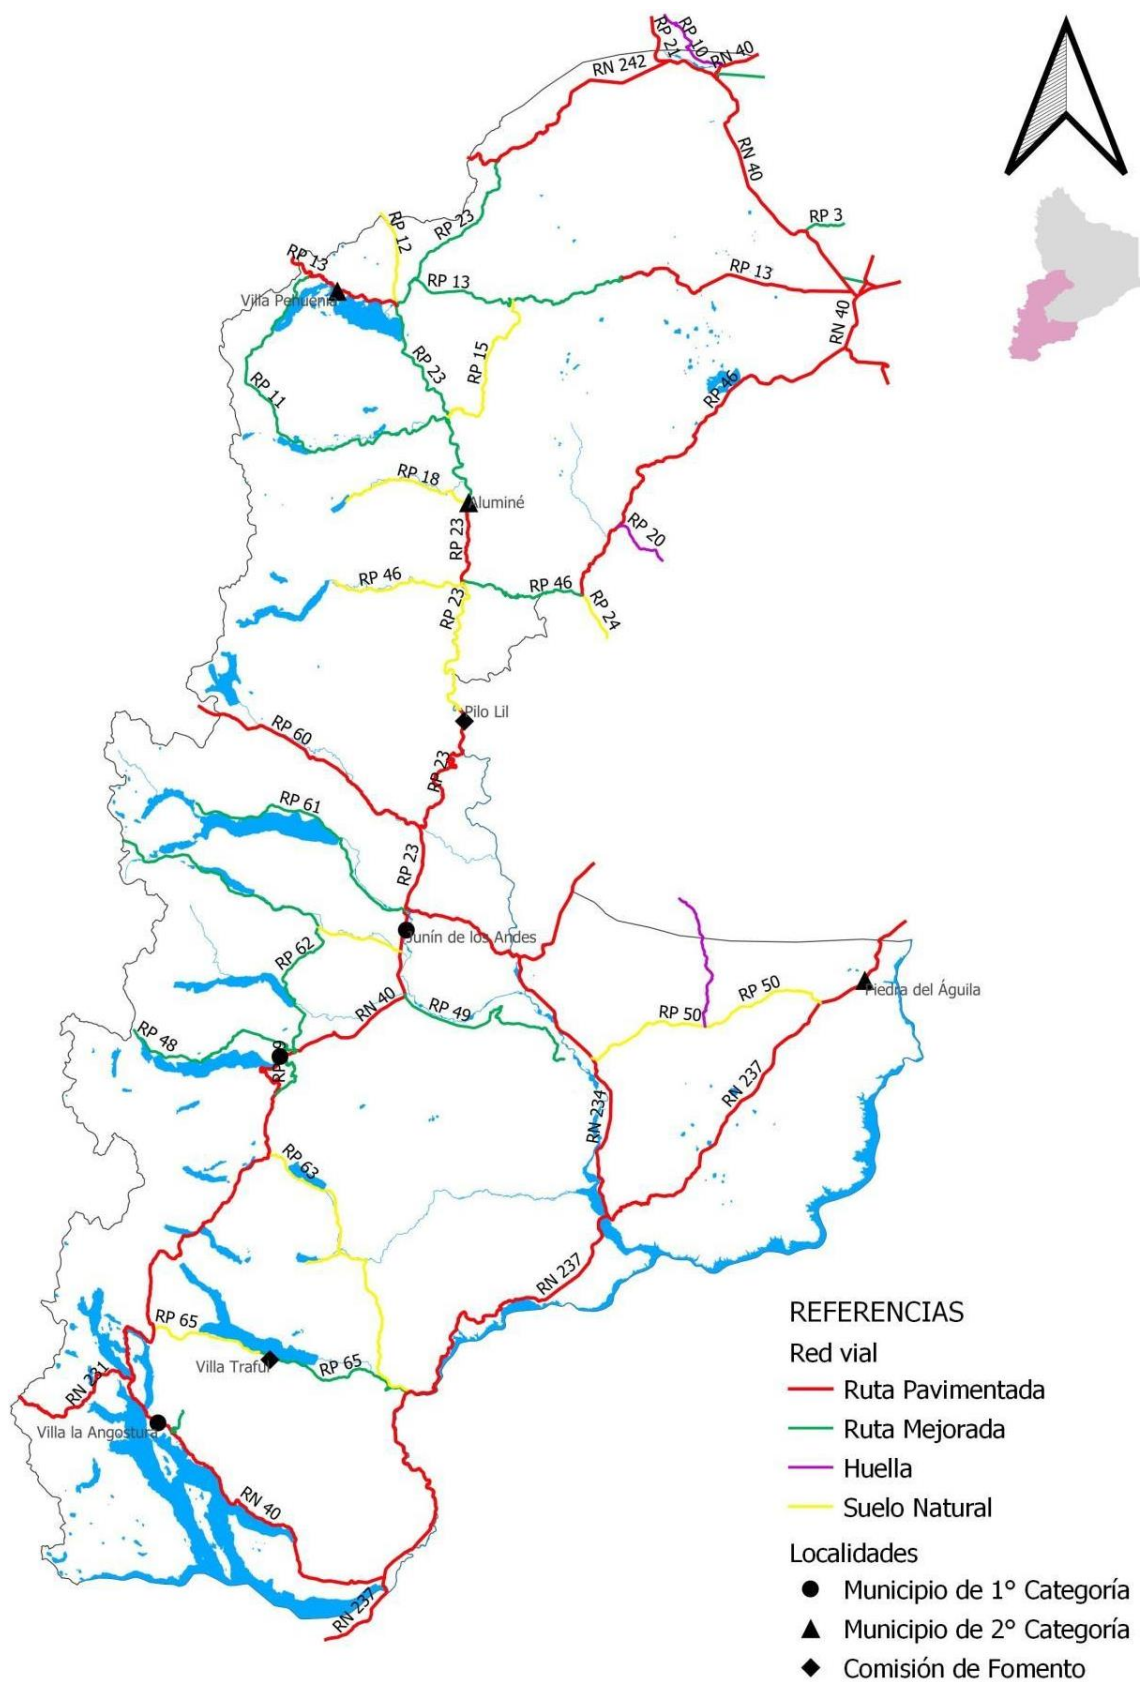 RP 21
RP 10
RN 40
RN 242
RN 40
RP 3
RP 23
RP 12
RP 13
RP 13
RP 13
Villa Pehuenia
RN 40
RP 23
RP 15
RP 11
RP 46
RP 18
Aluminé
RP 23
RP 20
RP 46
RP 46
RP 23
RP 24
Pilo Lil
RP 60
RP 23
RP 61
RP 23
Junín de los Andes
RP 62
RP 50
Piedra del Águila
RN 40
RP 49
RP 50
RP 48
RN 237
RN 234
RP 63
RN 237
RP 65
Villa Traful
RP 65
RN 231
Villa la Angostura
RN 40
RN 237
REFERENCIAS
Red vial
Ruta Pavimentada
Ruta Mejorada
Huella
Suelo Natural
Localidades
Municipio de 1° Categoría
Municipio de 2° Categoría
Comisión de Fomento